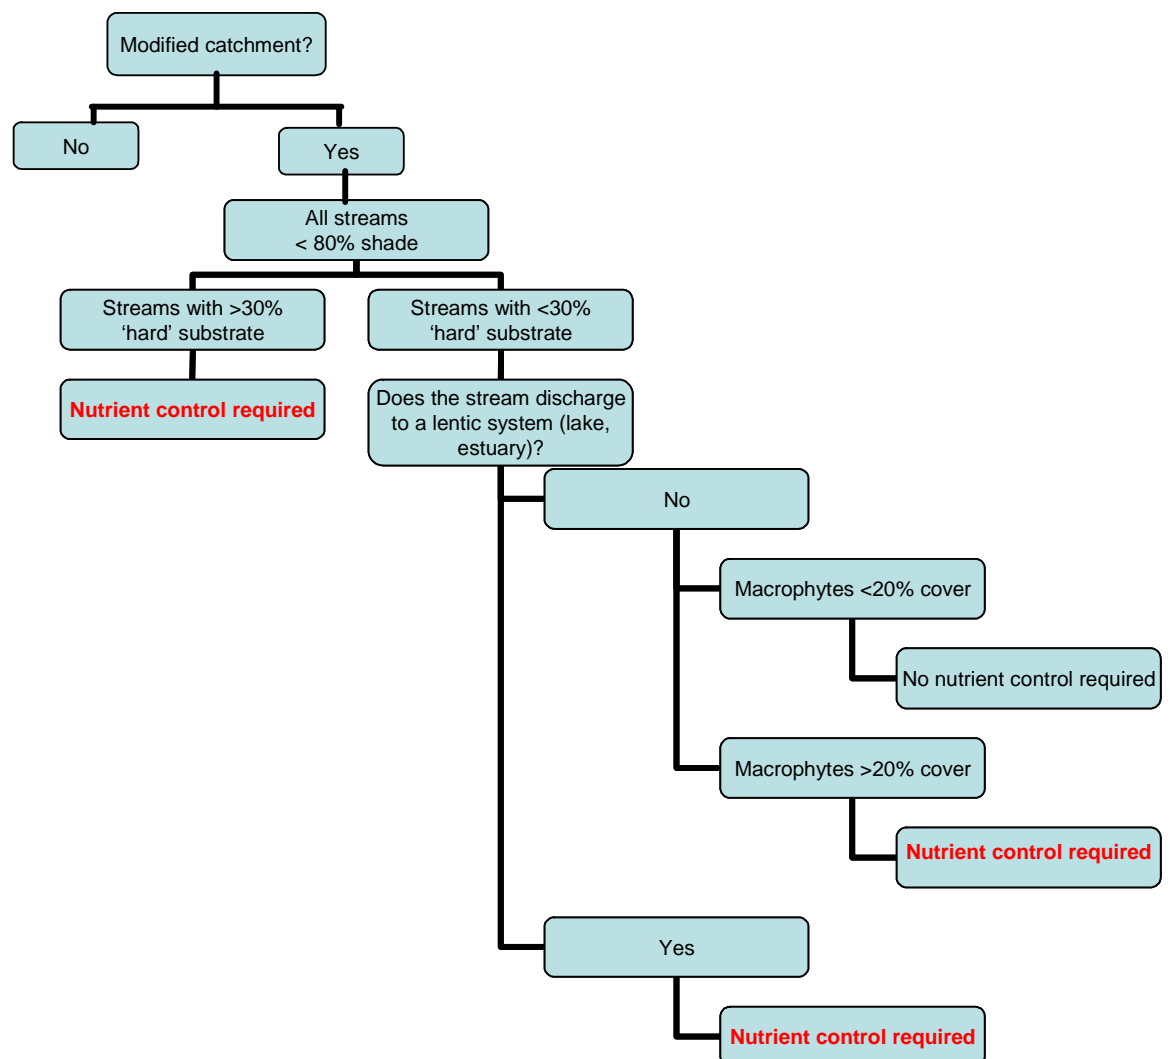 Modified catchment?
No
Yes
All streams
< 80% shade
Streams with >30%
‘hard’ substrate
Streams with <30%
‘hard’ substrate
Nutrient control required
Does the stream discharge
to a lentic system (lake,
estuary)?
No
Macrophytes <20% cover
No nutrient control required
Macrophytes >20% cover
Nutrient control required
Yes
Nutrient control required